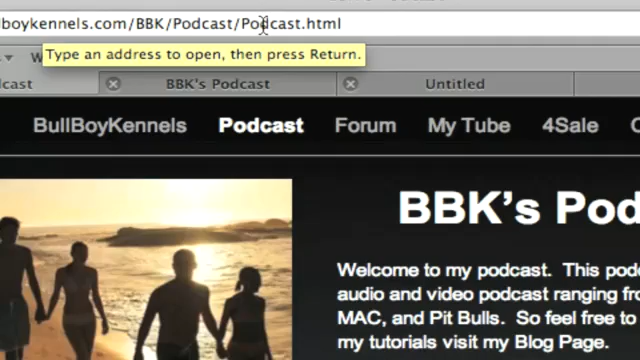 lboykennels.com/BBK/Podcast/Podcast.html
Type an address to open, then press Return.
cast BBK's Podcast Untitled
BullBoyKennels Podcast Forum My Tube 4Sale
BBK's Pod
Welcome to my podcast. This pod
audio and video podcast ranging fro
MAC, and Pit Bulls. So feel free to
my tutorials visit my Blog Page.